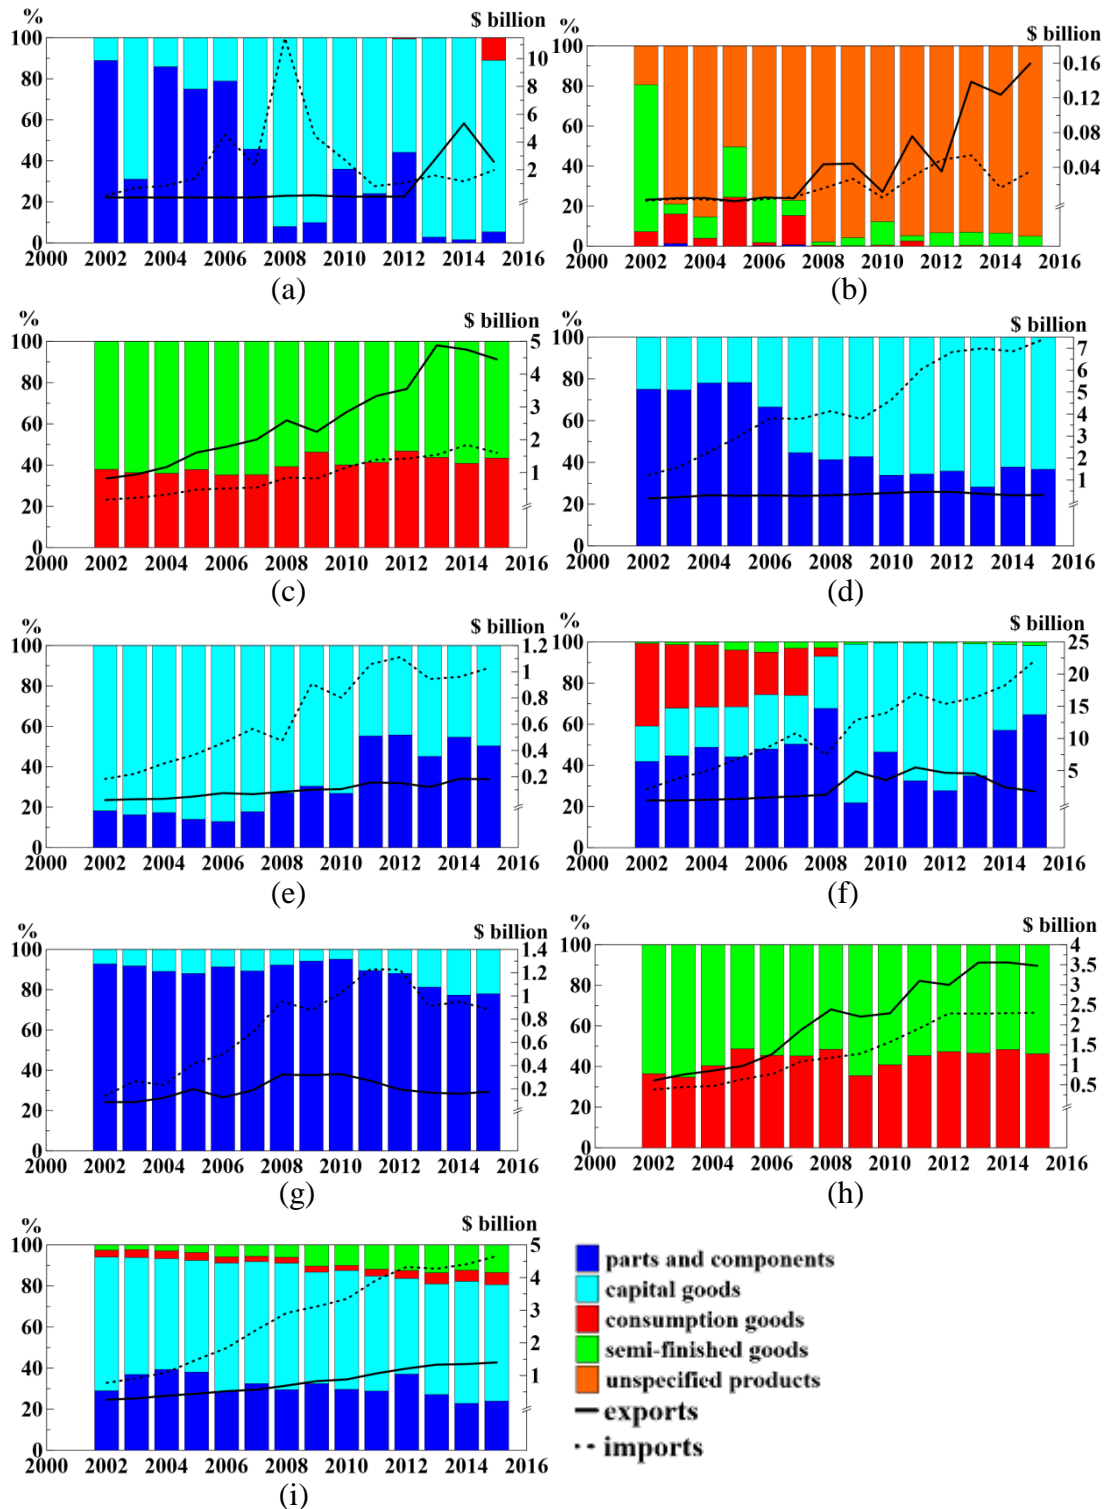 % $ billion
100 80 60 40 20 0
10 8 6 4 2
2000 2002 2004 2006 2008 2010 2012 2014 2016
(a)
% $ billion
100 80 60 40 20 0
0.16 0.12 0.08 0.04
2000 2002 2004 2006 2008 2010 2012 2014 2016
(b)
% $ billion
100 80 60 40 20 0
5 4 3 2 1
2000 2002 2004 2006 2008 2010 2012 2014 2016
(c)
% $ billion
100 80 60 40 20 0
7 6 5 4 3 2 1
2000 2002 2004 2006 2008 2010 2012 2014 2016
(d)
% $ billion
100 80 60 40 20 0
1.2 1 0.8 0.6 0.4 0.2
2000 2002 2004 2006 2008 2010 2012 2014 2016
(e)
% $ billion
100 80 60 40 20 0
25 20 15 10 5
2000 2002 2004 2006 2008 2010 2012 2014 2016
(f)
% $ billion
100 80 60 40 20 0
1.4 1.2 1 0.8 0.6 0.4 0.2
2000 2002 2004 2006 2008 2010 2012 2014 2016
(g)
% $ billion
100 80 60 40 20 0
4 3.5 3 2.5 2 1.5 1 0.5
2000 2002 2004 2006 2008 2010 2012 2014 2016
(h)
% $ billion
100 80 60 40 20 0
5 4 3 2 1
2000 2002 2004 2006 2008 2010 2012 2014 2016
(i)
parts and components
capital goods
consumption goods
semi-finished goods
unspecified products
exports
imports